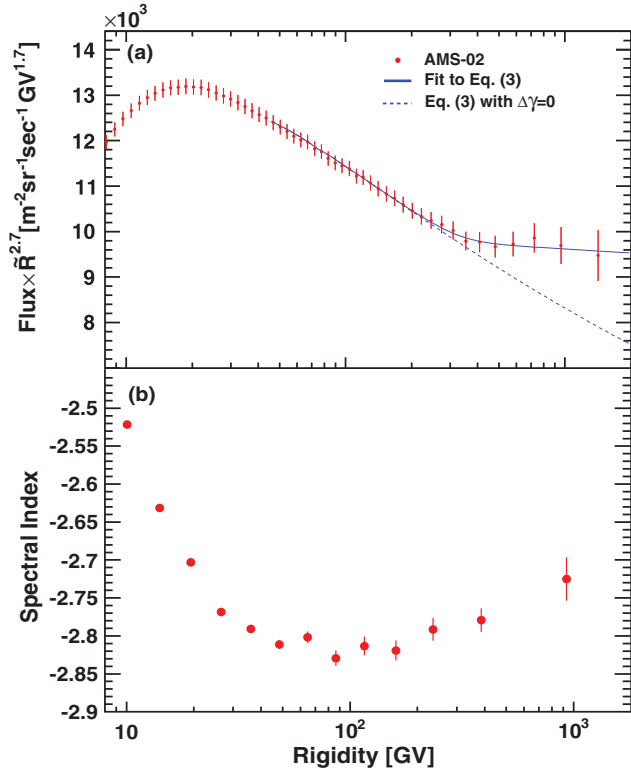 ×10³
(a)
AMS-02
Fit to Eq. (3)
Eq. (3) with Δγ=0
14
13
12
11
10
9
8
Flux×R̃^2.7[m⁻²sr⁻¹sec⁻¹ GV^1.7]
(b)
-2.5
-2.55
-2.6
-2.65
-2.7
-2.75
-2.8
-2.85
-2.9
Spectral Index
10
10²
10³
Rigidity [GV]